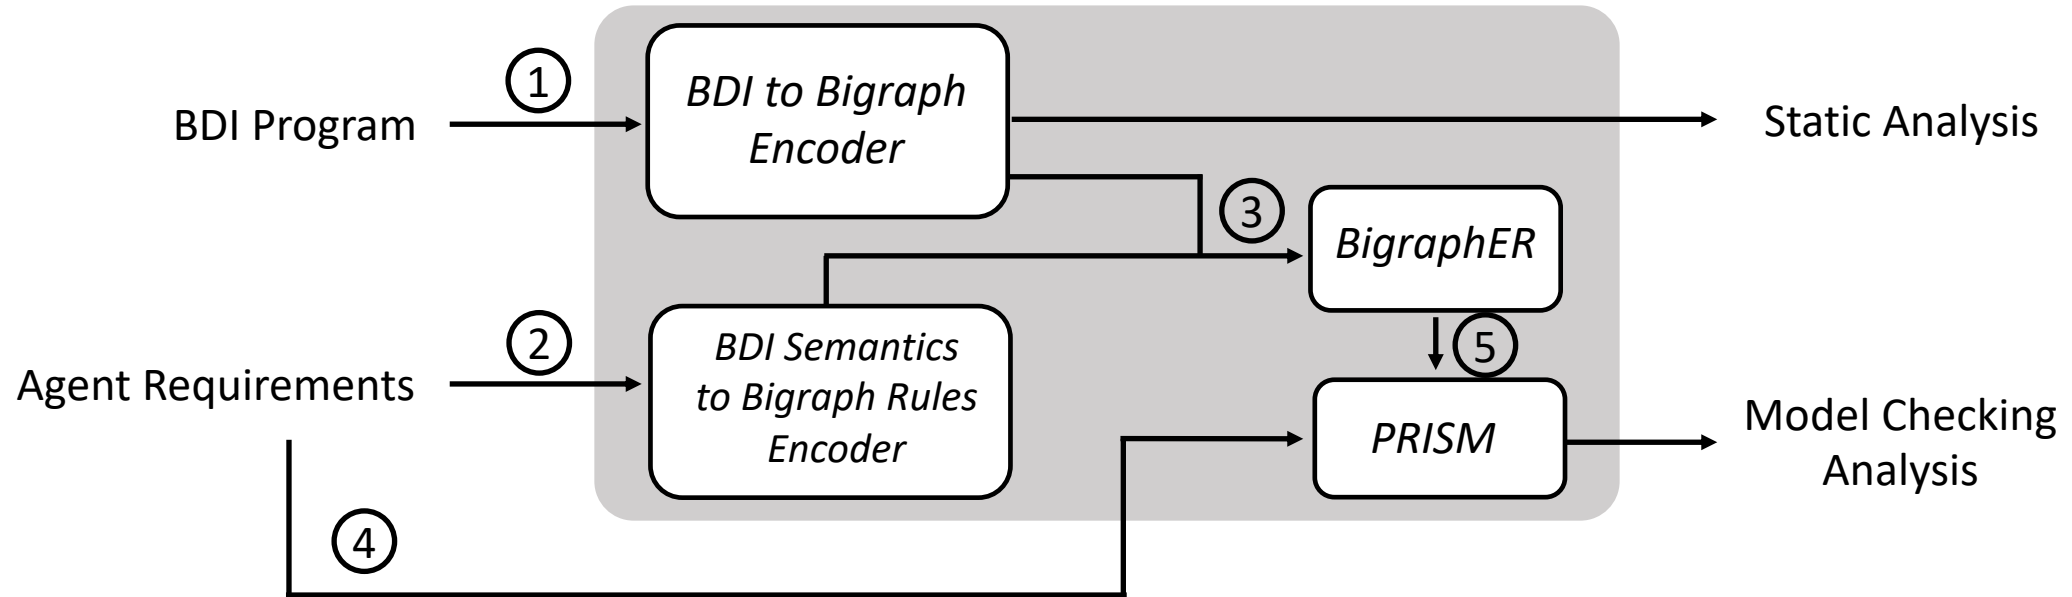 1
BDI to Bigraph
Encoder
BDI Program
Static Analysis
3
BigraphER
2
BDI Semantics
to Bigraph Rules
Encoder
Agent Requirements
5
PRISM
Model Checking
Analysis
4